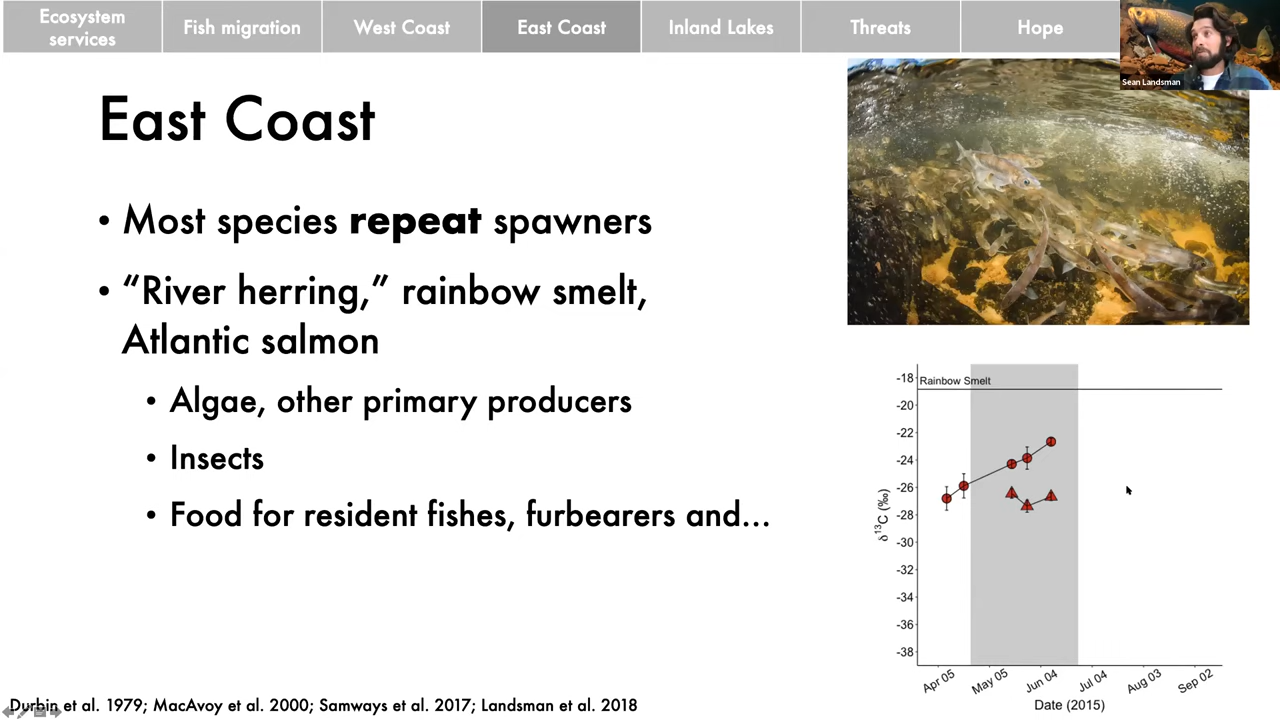 Ecosystem
services
Fish migration
West Coast
East Coast
Inland Lakes
Threats
Hope
Sean Landsman
East Coast
• Most species repeat spawners
• “River herring,” rainbow smelt,
Atlantic salmon
• Algae, other primary producers
• Insects
• Food for resident fishes, furbearers and…
Rainbow Smelt
-18
-20
-22
-24
-26
-28
-30
-32
-34
-36
-38
δ¹³C (‰)
Apr 05
May 05
Jun 04
Jul 04
Aug 03
Sep 02
Date (2015)
Durbin et al. 1979; MacAvoy et al. 2000; Samways et al. 2017; Landsman et al. 2018